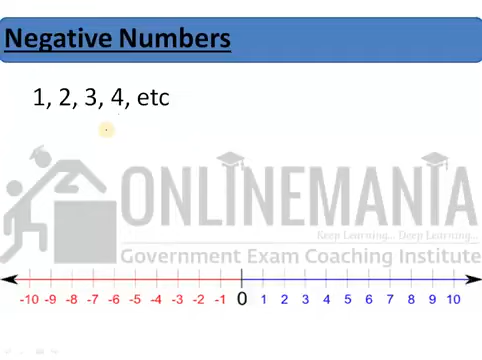 Negative Numbers
1, 2, 3, 4, etc
ONLINEMANIA
Keep Learning... Deep Learning...
Government Exam Coaching Institute
-10 -9 -8 -7 -6 -5 -4 -3 -2 -1 0 1 2 3 4 5 6 7 8 9 10